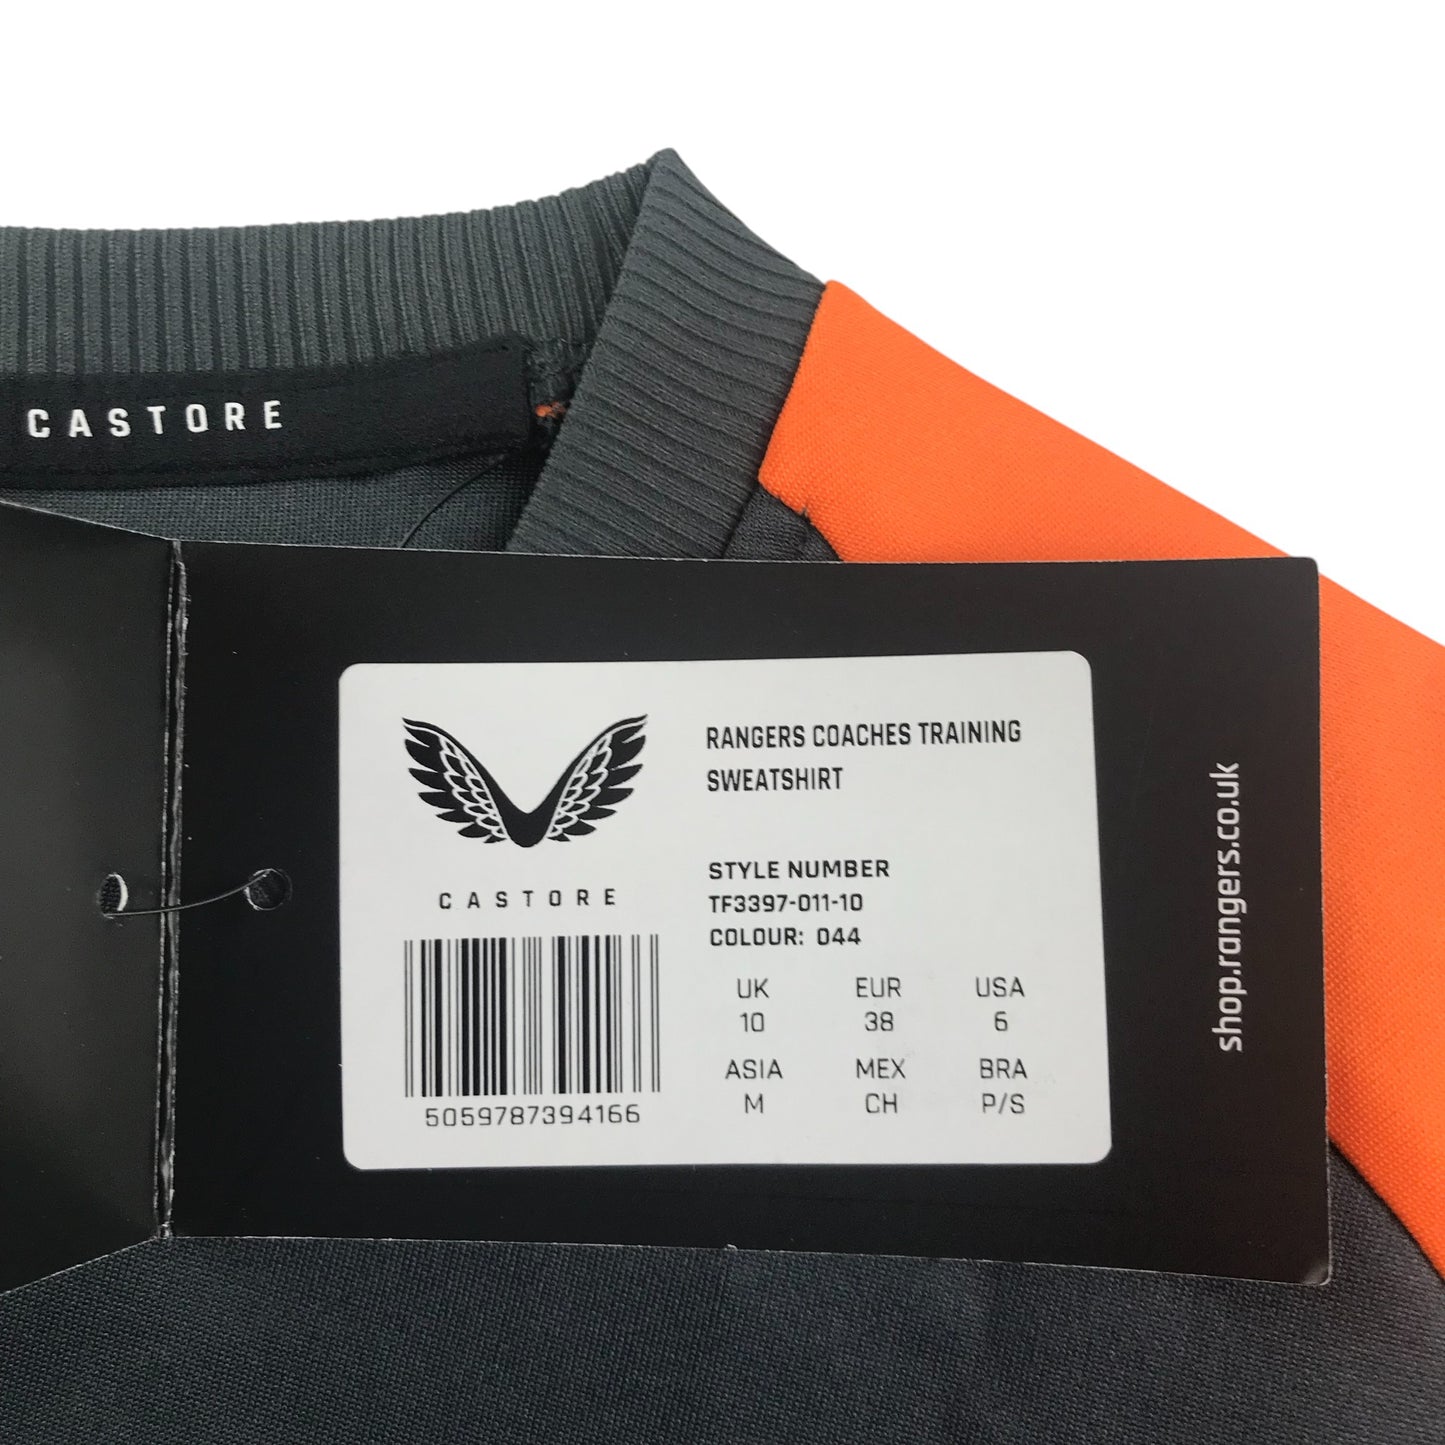 CASTORE
RANGERS COACHES TRAINING
SWEATSHIRT
CASTORE
STYLE NUMBER
TF3397-011-10
COLOUR: 044
UK EUR USA
10 38 6
ASIA MEX BRA
M CH P/S
5059787394166
shop.rangers.co.uk